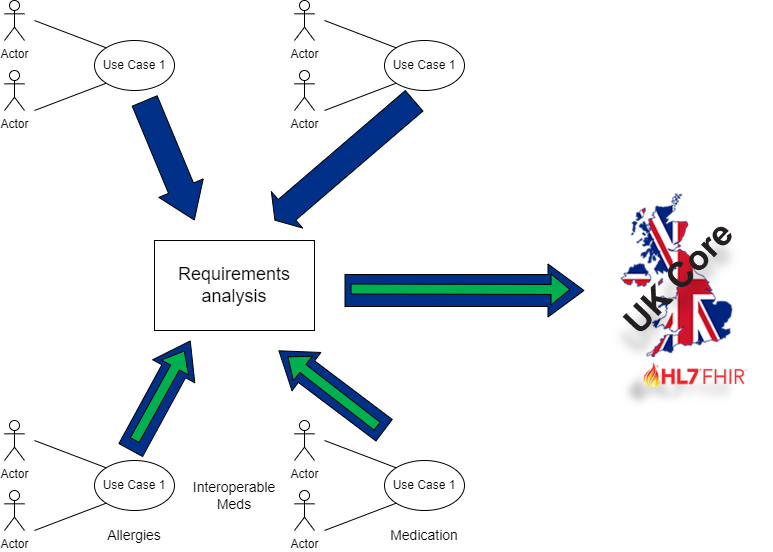 Actor
Use Case 1
Actor
Actor
Use Case 1
Actor
Requirements
analysis
UK Core
HL7 FHIR
Actor
Use Case 1
Actor
Allergies
Interoperable
Meds
Actor
Use Case 1
Actor
Medication